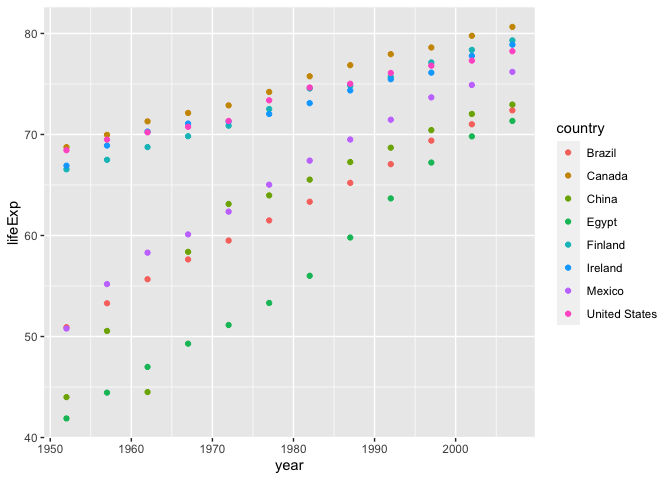 80
70
60
50
40
lifeExp
1950
1960
1970
1980
1990
2000
year
country
Brazil
Canada
China
Egypt
Finland
Ireland
Mexico
United States